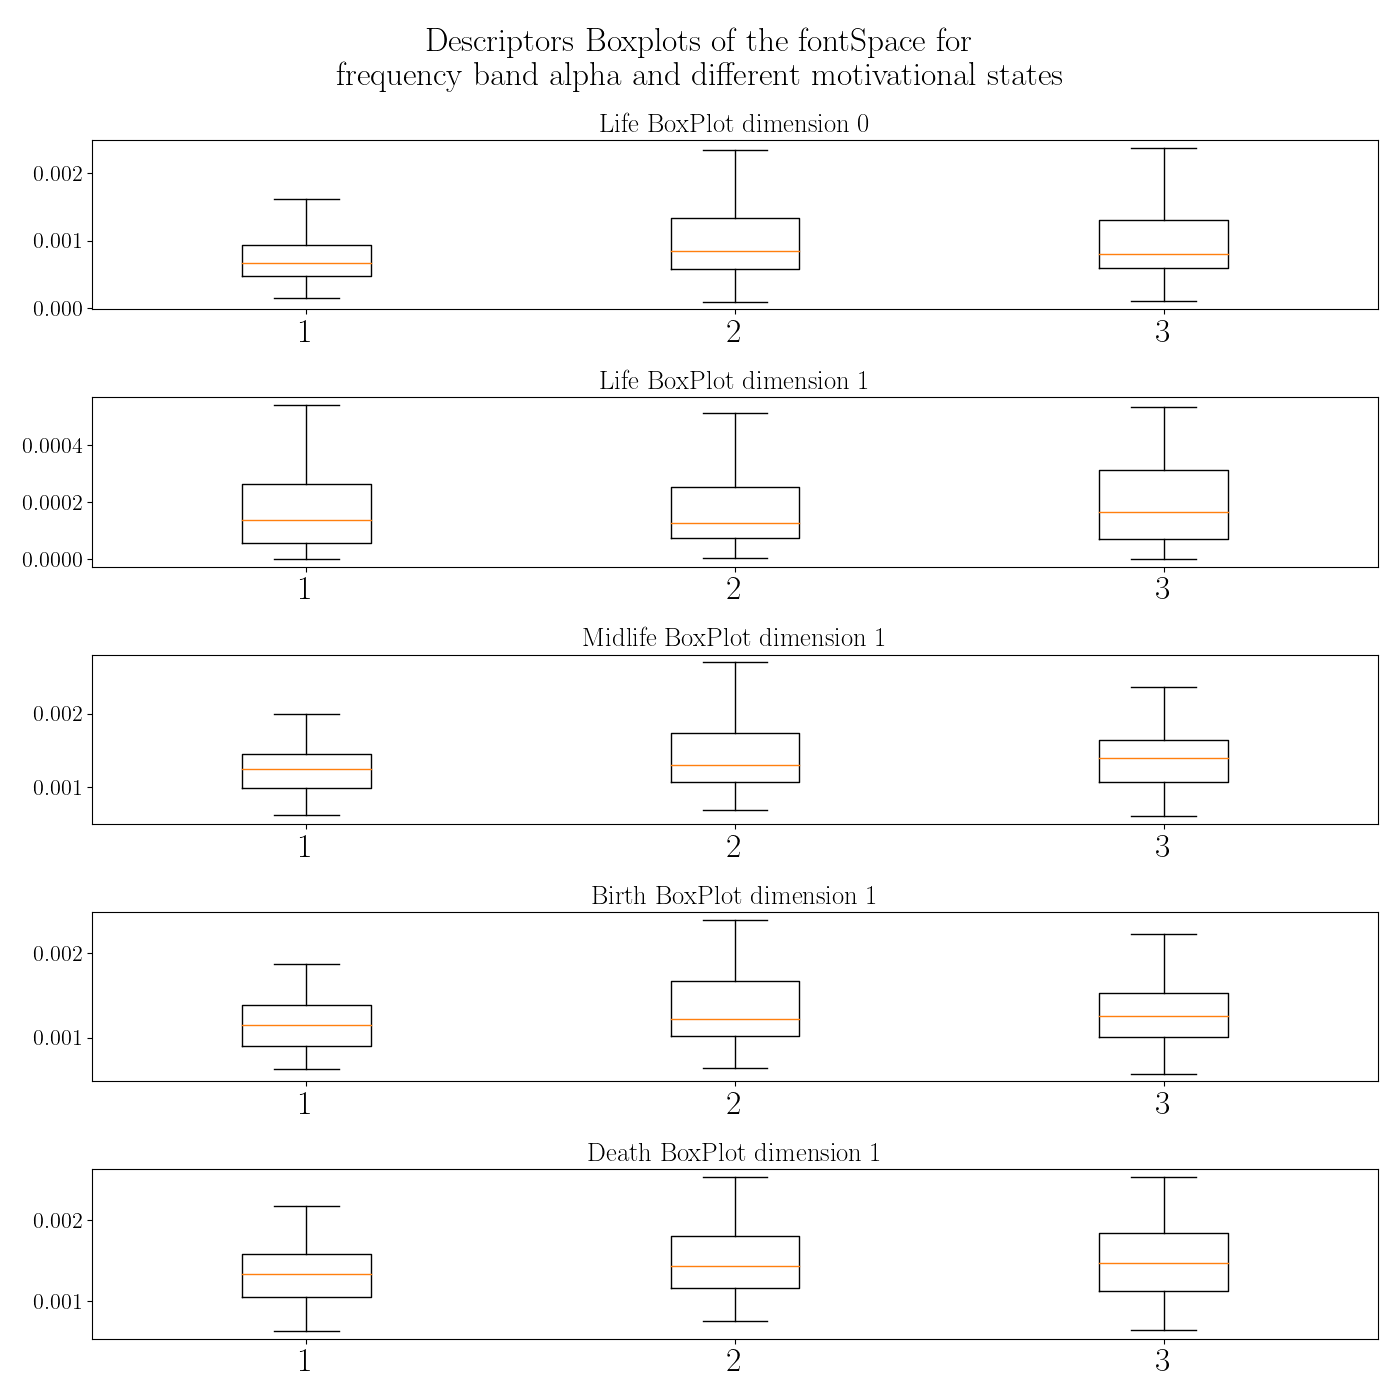 Descriptors Boxplots of the fontSpace for
frequency band alpha and different motivational states
Life BoxPlot dimension 0
0.002
0.001
0.000
1 2 3
Life BoxPlot dimension 1
0.0004
0.0002
0.0000
1 2 3
Midlife BoxPlot dimension 1
0.002
0.001
1 2 3
Birth BoxPlot dimension 1
0.002
0.001
1 2 3
Death BoxPlot dimension 1
0.002
0.001
1 2 3